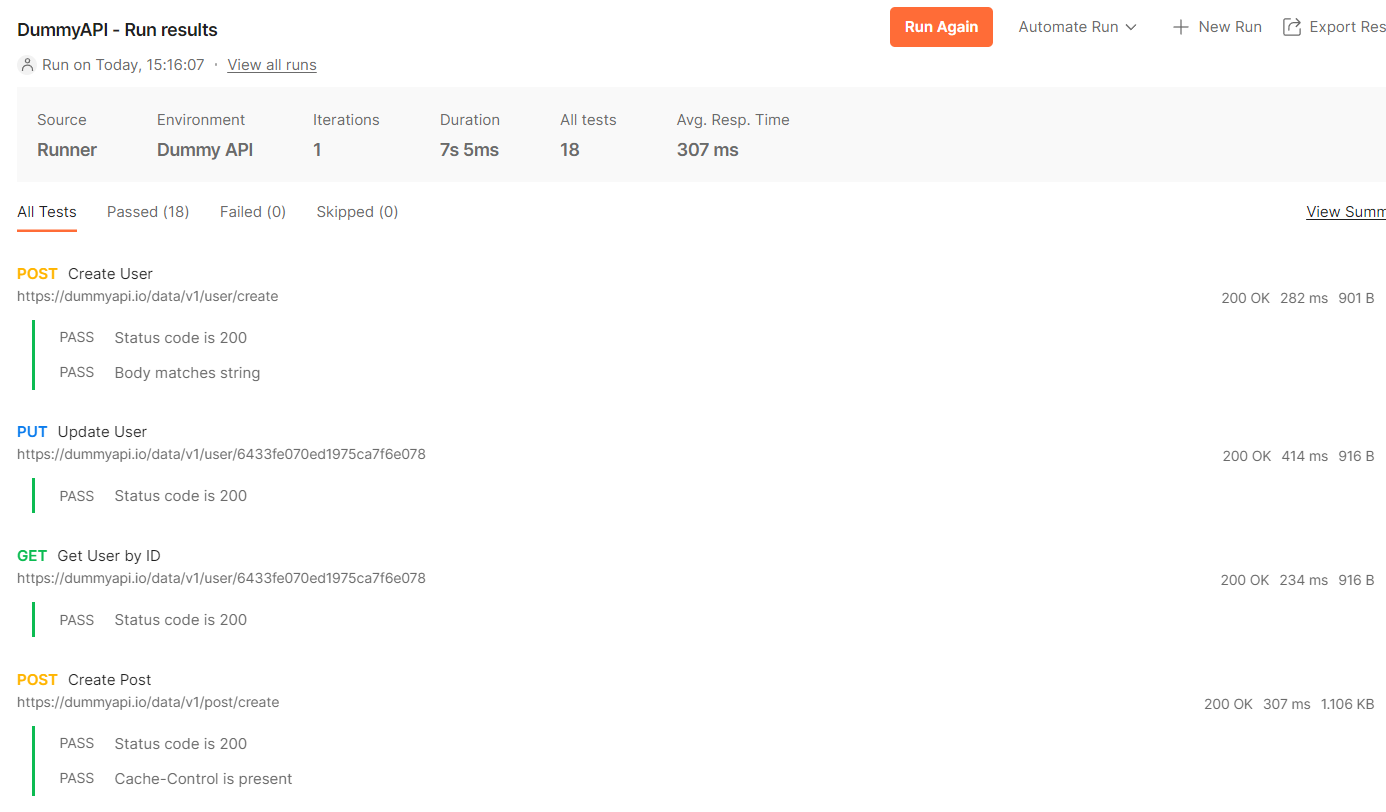 DummyAPI - Run results
Run Again
Automate Run
New Run
Export Res
Run on Today, 15:16:07 · View all runs
Source Environment Iterations Duration All tests Avg. Resp. Time
Runner Dummy API 1 7s 5ms 18 307 ms
All Tests Passed (18) Failed (0) Skipped (0) View Summ
POST Create User
https://dummyapi.io/data/v1/user/create 200 OK 282 ms 901 B
PASS Status code is 200
PASS Body matches string
PUT Update User
https://dummyapi.io/data/v1/user/6433fe070ed1975ca7f6e078 200 OK 414 ms 916 B
PASS Status code is 200
GET Get User by ID
https://dummyapi.io/data/v1/user/6433fe070ed1975ca7f6e078 200 OK 234 ms 916 B
PASS Status code is 200
POST Create Post
https://dummyapi.io/data/v1/post/create 200 OK 307 ms 1.106 KB
PASS Status code is 200
PASS Cache-Control is present